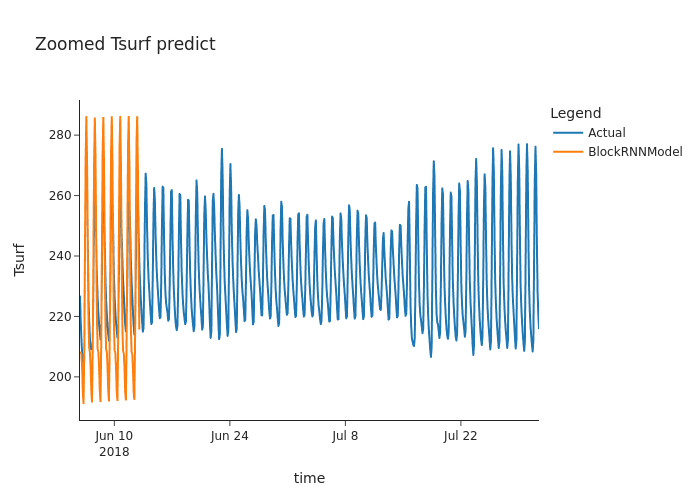 Zoomed Tsurf predict
Legend
Actual
BlockRNNModel
280
260
240
220
200
Tsurf
Jun 10
2018
Jun 24
Jul 8
Jul 22
time